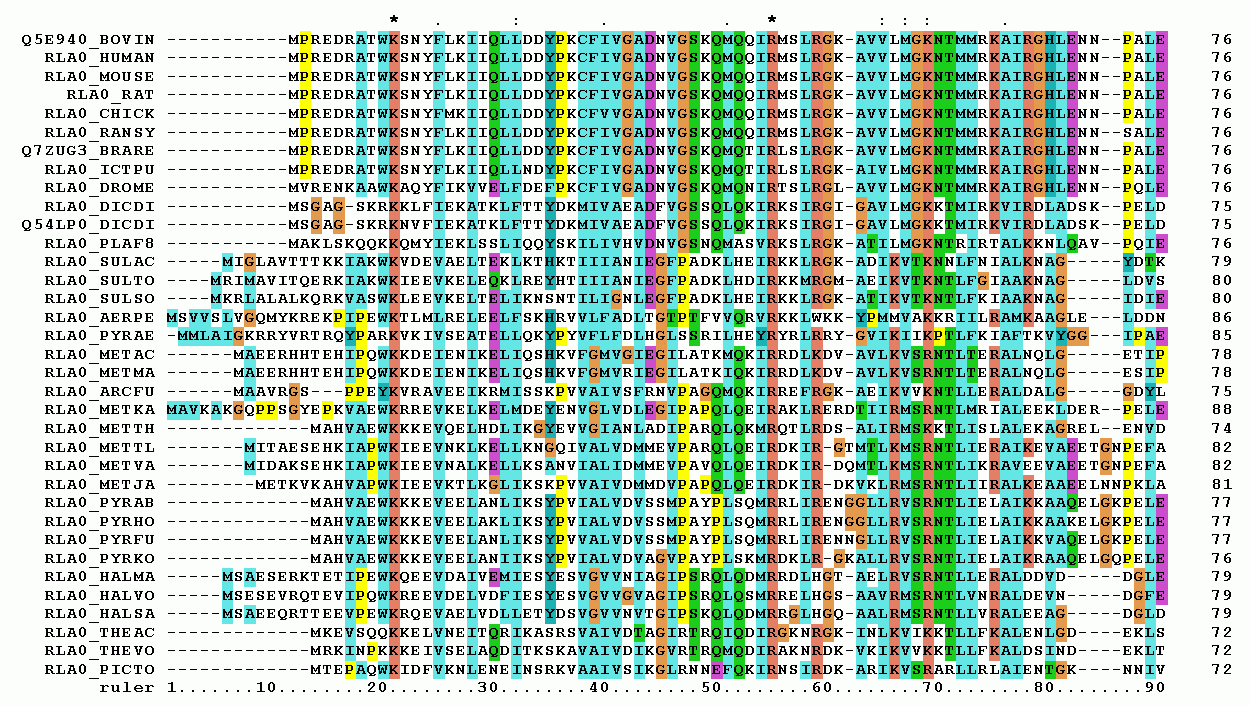 * . : . * : : : .
Q5E940_BOVIN -----------MPREDRATWKSNYFLKIIQLLDDYPKCFIVGADNVGSKQMQQIRMSLRGK-AVVLMGKNTMMRKAIRGHLENN--PALE 76
RLA0_HUMAN -----------MPREDRATWKSNYFLKIIQLLDDYPKCFIVGADNVGSKQMQQIRMSLRGK-AVVLMGKNTMMRKAIRGHLENN--PALE 76
RLA0_MOUSE -----------MPREDRATWKSNYFLKIIQLLDDYPKCFIVGADNVGSKQMQQIRMSLRGK-AVVLMGKNTMMRKAIRGHLENN--PALE 76
RLA0_RAT -----------MPREDRATWKSNYFLKIIQLLDDYPKCFIVGADNVGSKQMQQIRMSLRGK-AVVLMGKNTMMRKAIRGHLENN--PALE 76
RLA0_CHICK -----------MPREDRATWKSNYFMKIIQLLDDYPKCFVVGADNVGSKQMQQIRMSLRGK-AVVLMGKNTMMRKAIRGHLENN--PALE 76
RLA0_RANSY -----------MPREDRATWKSNYFLKIIQLLDDYPKCFIVGADNVGSKQMQQIRMSLRGK-AVVLMGKNTMMRKAIRGHLENN--SALE 76
Q7ZUG3_BRARE -----------MPREDRATWKSNYFLKIIQLLDDYPKCFIVGADNVGSKQMQTIRLSLRGK-AVVLMGKNTMMRKAIRGHLENN--PALE 76
RLA0_ICTPU -----------MPREDRATWKSNYFLKIIQLLNDYPKCFIVGADNVGSKQMQTIRLSLRGK-AIVLMGKNTMMRKAIRGHLENN--PALE 76
RLA0_DROME -----------MVRENKAAWKAQYFIKVVELFDEFPKCFIVGADNVGSKQMQNIRTSLRGL-AVVLMGKNTMMRKAIRGHLENN--PQLE 76
RLA0_DICDI -----------MSGAG-SKRKKLFIEKATKLFTTYDKMIVAEADFVGSSQLQKIRKSIRGI-GAVLMGKKTMIRKVIRDLADSK--PELD 75
Q54LP0_DICDI -----------MSGAG-SKRKNVFIEKATKLFTTYDKMIVAEADFVGSSQLQKIRKSIRGI-GAVLMGKKTMIRKVIRDLADSK--PELD 75
RLA0_PLAF8 -----------MAKLSKQQKKQMYIEKLSSLIQQYSKILIVHVDNVGSNQMASVRKSLRGK-ATILMGKNTRIRTALKKNLQAV--PQIE 76
RLA0_SULAC -----MIGLAVTTTKKIAKWKVDEVAELTEKLKTHKTIIIANIEGFPADKLHEIRKKLRGK-ADIKVTKNNLFNIALKNAG-----YDTK 79
RLA0_SULTO ----MRIMAVITQERKIAKWKIEEVKELEQKLREYHTIIIANIEGFPADKLHDIRKKMRGM-AEIKVTKNTLFGIAAKNAG-----LDVS 80
RLA0_SULSO ----MKRLALALKQRKVASWKLEEVKELTELIKNSNTILIGNLEGFPADKLHEIRKKLRGK-ATIKVTKNTLFKIAAKNAG-----IDIE 80
RLA0_AERPE MSVVSLVGQMYKREKPIPEWKTLMLRELEELFSKHRVVLFADLTGTPTFVVQRVRKKLWKK-YPMMVAKKRIILRAMKAAGLE---LDDN 86
RLA0_PYRAE -MMLAIGKRRYVRTRQYPARKVKIVSEATELLQKYPYVFLFDLHGLSSRILHEYRYRLRRY-GVIKIIKPTLFKIAFTKVYGG---IPAE 85
RLA0_METAC ------MAEERHHTEHIPQWKKDEIENIKELIQSHKVFGMVGIEGILATKMQKIRRDLKDV-AVLKVSRNTLTERALNQLG-----ETIP 78
RLA0_METMA ------MAEERHHTEHIPQWKKDEIENIKELIQSHKVFGMVRIEGILATKIQKIRRDLKDV-AVLKVSRNTLTERALNQLG-----ESIP 78
RLA0_ARCFU ------MAAVRGS---PPEYKVRAVEEIKRMISSKPVVAIVSFRNVPAGQMQKIRREFRGK-AEIKVVKNTLLERALDALG-----GDYL 75
RLA0_METKA MAVKAKGQPPSGYEPKVAEWKRREVKELKELMDEYENVGLVDLEGIPAPQLQEIRAKLRERDTIIRMSRNTLMRIALEEKLDER--PELE 88
RLA0_METTH -------------MAHVAEWKKKEVQELHDLIKGYEVVGIANLADIPARQLQKMRQTLRDS-ALIRMSKKTLISLALEKAGREL--ENVD 74
RLA0_METTL -------MITAESEHKIAPWKIEEVNKLKELLKNGQIVALVDMMEVPARQLQEIRDKIR-GTMTLKMSRNTLIERAIKEVAEETGNPEFA 82
RLA0_METVA -------MIDAKSEHKIAPWKIEEVNALKELLKSANVIALIDMMEVPAVQLQEIRDKIR-DQMTLKMSRNTLIKRAVEEVAEETGNPEFA 82
RLA0_METJA --------METKVKAHVAPWKIEEVKTLKGLIKSKPVVAIVDMMDVPAPQLQEIRDKIR-DKVKLRMSRNTLIIRALKEAAEELNNPKLA 81
RLA0_PYRAB -------------MAHVAEWKKKEVEELANLIKSYPVIALVDVSSMPAYPLSQMRRLIRENGGLLRVSRNTLIELAIKKAAQELGKPELE 77
RLA0_PYRHO -------------MAHVAEWKKKEVEELAKLIKSYPVIALVDVSSMPAYPLSQMRRLIRENGGLLRVSRNTLIELAIKKAAKELGKPELE 77
RLA0_PYRFU -------------MAHVAEWKKKEVEELANLIKSYPVVALVDVSSMPAYPLSQMRRLIRENNGLLRVSRNTLIELAIKKVAQELGKPELE 77
RLA0_PYRKO -------------MAHVAEWKKKEVEELANLIKSYPVIALVDVAGVPAYPLSKMRDKLR-GKALLRVSRNTLIELAIKRAAQELGQPELE 76
RLA0_HALMA -----MSAESERKTETIPEWKQEEVDAIVEMIESYESVGVVNIAGIPSRQLQDMRRDLHGT-AELRVSRNTLLERALDDVD-----DGLE 79
RLA0_HALVO -----MSESEVRQTEVIPQWKREEVDELVDFIESYESVGVVGVAGIPSRQLQSMRRELHGS-AAVRMSRNTLVNRALDEVN-----DGFE 79
RLA0_HALSA -----MSAEEQRTTEEVPEWKRQEVAELVDLLETYDSVGVVNVTGIPSKQLQDMRRGLHGQ-AALRMSRNTLLVRALEEAG-----DGLD 79
RLA0_THEAC -------------MKEVSQQKKELVNEITQRIKASRSVAIVDTAGIRTRQIQDIRGKNRGK-INLKVIKKTLLFKALENLGD----EKLS 72
RLA0_THEVO -------------MRKINPKKKEIVSELAQDITKSKAVAIVDIKGVRTRQMQDIRAKNRDK-VKIKVVKKTLLFKALDSIND----EKLT 72
RLA0_PICTO -------------MTEPAQWKIDFVKNLENEINSRKVAAIVSIKGLRNNEFQKIRNSIRDK-ARIKVSRARLLRLAIENTGK----NNIV 72
ruler 1.......10........20........30........40........50........60........70........80........90